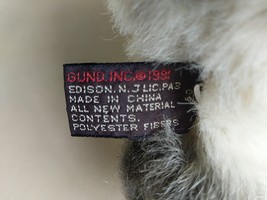 GUND, INC.©1991
EDISON, N.J LIC.PA3
MADE IN CHINA
ALL NEW MATERIAL
CONTENTS.
POLYESTER FIBERS